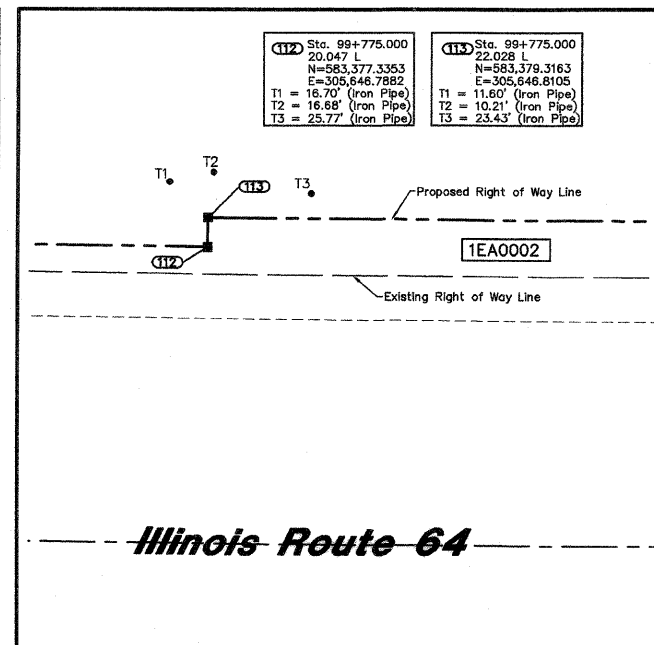 112 Sta. 99+775.000
20.047 L
N=583,377.3353
E=305,646.7882
T1 = 16.70' (Iron Pipe)
T2 = 16.68' (Iron Pipe)
T3 = 25.77' (Iron Pipe)
113 Sta. 99+775.000
22.028 L
N=583,379.3163
E=305,646.8105
T1 = 11.60' (Iron Pipe)
T2 = 10.21' (Iron Pipe)
T3 = 23.43' (Iron Pipe)
T1
T2
113
T3
Proposed Right of Way Line
112
1EA0002
Existing Right of Way Line
Illinois Route 64